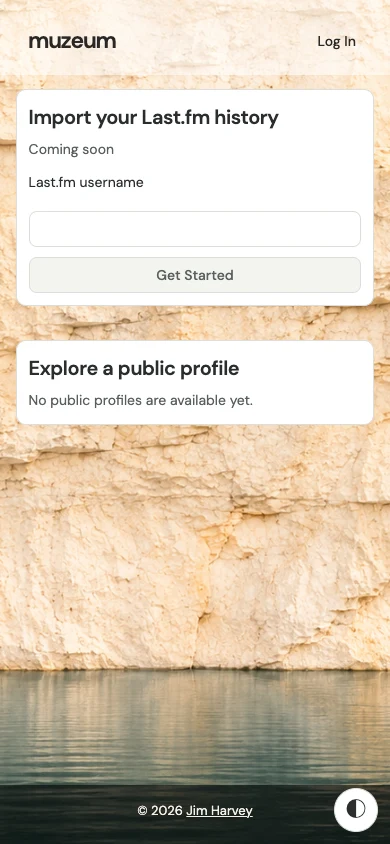 muzeum
Log In
Import your Last.fm history
Coming soon
Last.fm username
Get Started
Explore a public profile
No public profiles are available yet.
© 2026 Jim Harvey